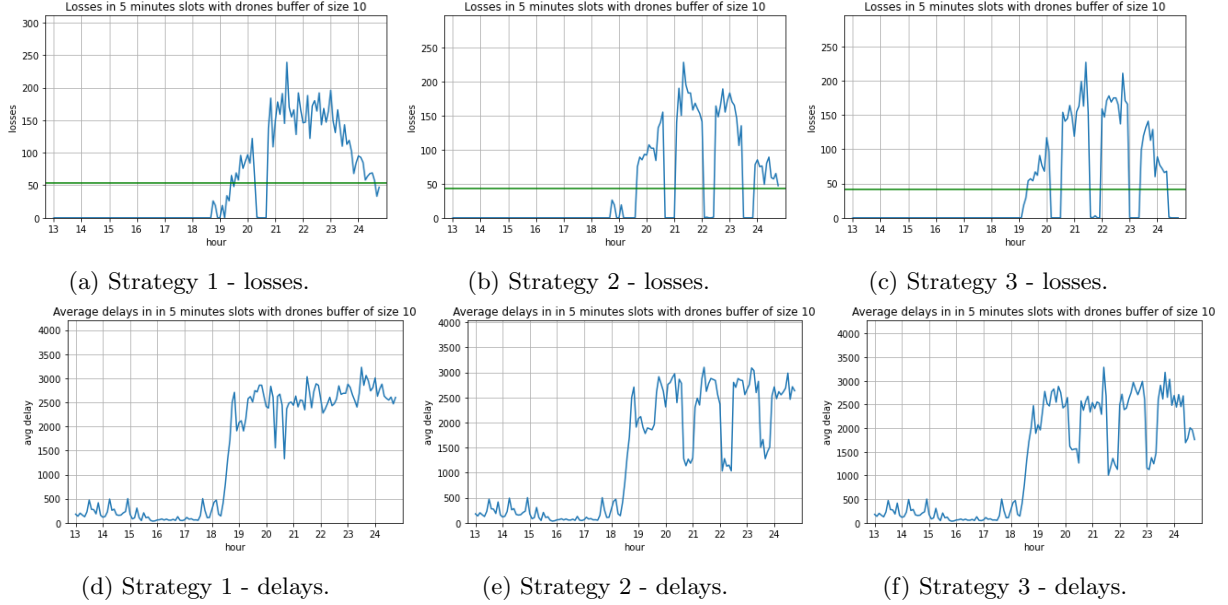 Losses in 5 minutes slots with drones buffer of size 10
losses
300
250
200
150
100
50
0
13 14 15 16 17 18 19 20 21 22 23 24
hour
(a) Strategy 1 - losses.
Losses in 5 minutes slots with drones buffer of size 10
losses
250
200
150
100
50
0
13 14 15 16 17 18 19 20 21 22 23 24
hour
(b) Strategy 2 - losses.
Losses in 5 minutes slots with drones buffer of size 10
losses
250
200
150
100
50
0
13 14 15 16 17 18 19 20 21 22 23 24
hour
(c) Strategy 3 - losses.
Average delays in in 5 minutes slots with drones buffer of size 10
avg delay
4000
3500
3000
2500
2000
1500
1000
500
0
13 14 15 16 17 18 19 20 21 22 23 24
hour
(d) Strategy 1 - delays.
Average delays in in 5 minutes slots with drones buffer of size 10
avg delay
4000
3500
3000
2500
2000
1500
1000
500
0
13 14 15 16 17 18 19 20 21 22 23 24
hour
(e) Strategy 2 - delays.
Average delays in in 5 minutes slots with drones buffer of size 10
avg delay
4000
3500
3000
2500
2000
1500
1000
500
0
13 14 15 16 17 18 19 20 21 22 23 24
hour
(f) Strategy 3 - delays.